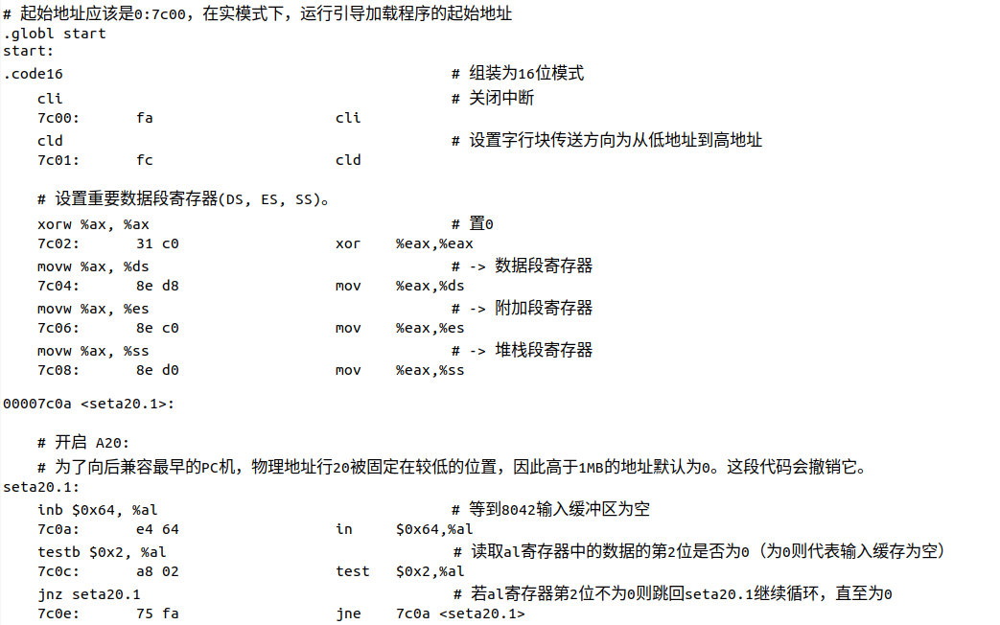 # 起始地址应该是0:7c00，在实模式下，运行引导加载程序的起始地址
.globl start
start:
.code16 # 组装为16位模式
cli # 关闭中断
7c00: fa cli
cld # 设置字行块传送方向为从低地址到高地址
7c01: fc cld
# 设置重要数据段寄存器(DS, ES, SS)。
xorw %ax, %ax # 置0
7c02: 31 c0 xor %eax,%eax
movw %ax, %ds # -> 数据段寄存器
7c04: 8e d8 mov %eax,%ds
movw %ax, %es # -> 附加段寄存器
7c06: 8e c0 mov %eax,%es
movw %ax, %ss # -> 堆栈段寄存器
7c08: 8e d0 mov %eax,%ss
00007c0a <seta20.1>:
# 开启 A20:
# 为了向后兼容最早的PC机，物理地址行20被固定在较低的位置，因此高于1MB的地址默认为0。这段代码会撤销它。
seta20.1:
inb $0x64, %al # 等到8042输入缓冲区为空
7c0a: e4 64 in $0x64,%al
testb $0x2, %al # 读取al寄存器中的数据的第2位是否为0（为0则代表输入缓存为空）
7c0c: a8 02 test $0x2,%al
jnz seta20.1 # 若al寄存器第2位不为0则跳回seta20.1继续循环，直至为0
7c0e: 75 fa jne 7c0a <seta20.1>